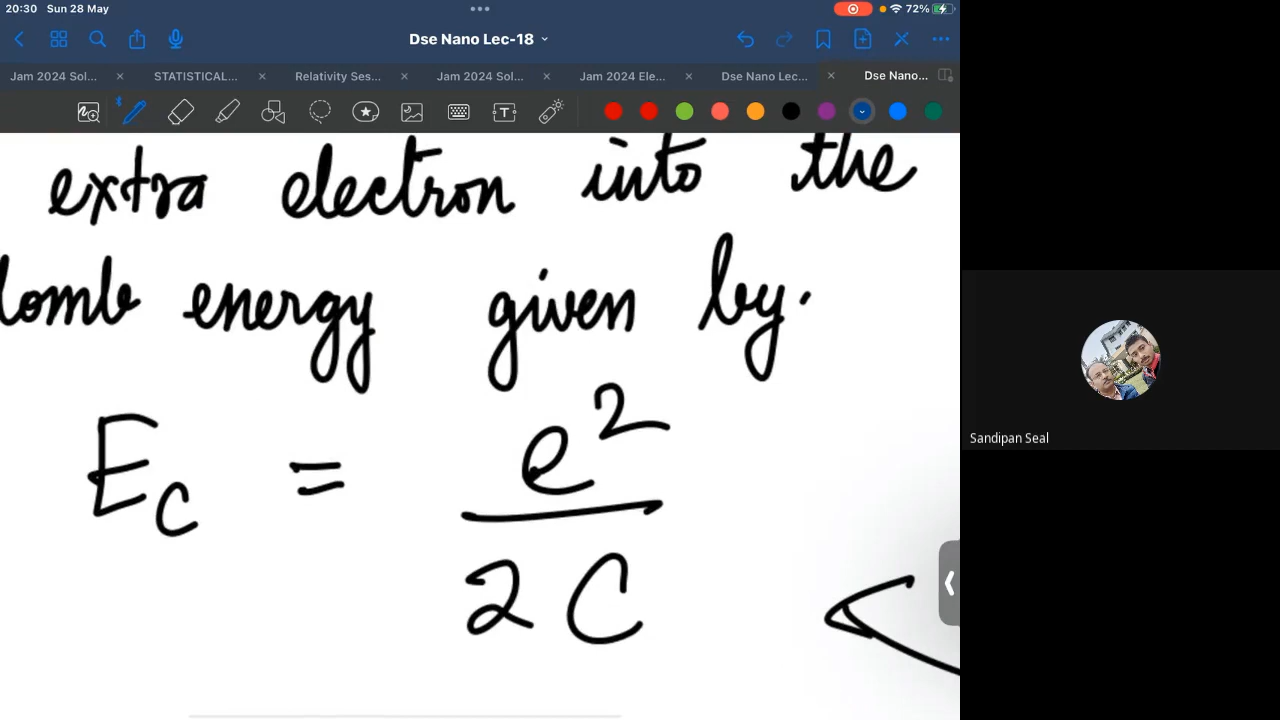 20:30 Sun 28 May
72%
Dse Nano Lec-18
Jam 2024 Sol...
STATISTICAL...
Relativity Ses...
Jam 2024 Sol...
Jam 2024 Ele...
Dse Nano Lec...
Dse Nano...
extra electron into the
lomb energy given by.
E_C = e^2 / 2C
Sandipan Seal